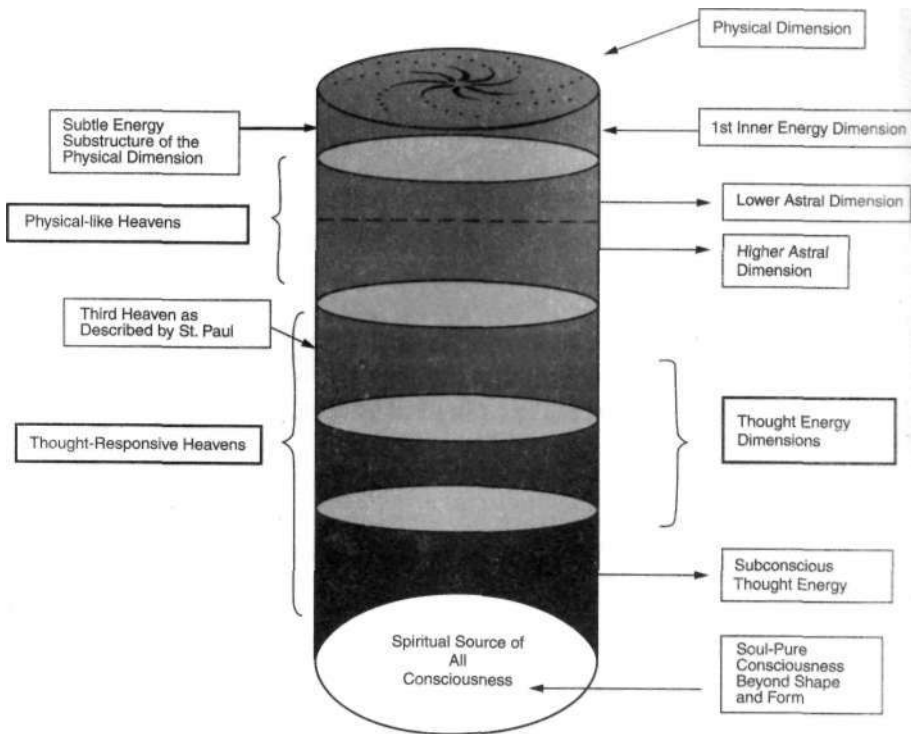 Physical Dimension
Subtle Energy
Substructure of the
Physical Dimension
1st Inner Energy Dimension
Lower Astral Dimension
Physical-like Heavens
Higher Astral
Dimension
Third Heaven as
Described by St. Paul
Thought-Responsive Heavens
Thought Energy
Dimensions
Subconscious
Thought Energy
Spiritual Source of
All
Consciousness
Soul-Pure
Consciousness
Beyond Shape
and Form